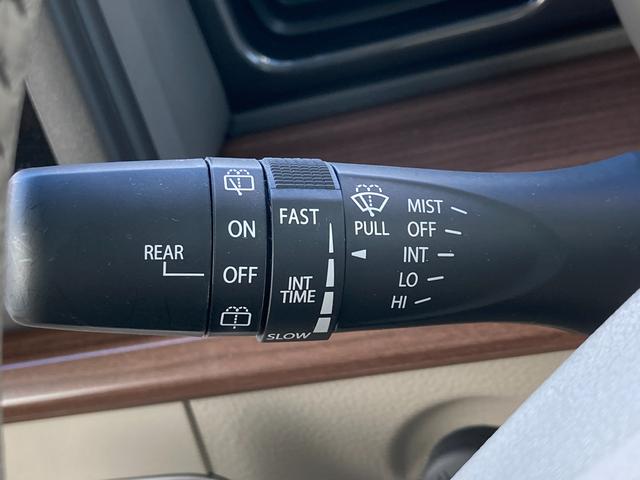 REAR
ON
OFF
FAST
INT
TIME
SLOW
PULL
MIST
OFF
INT
LO
HI